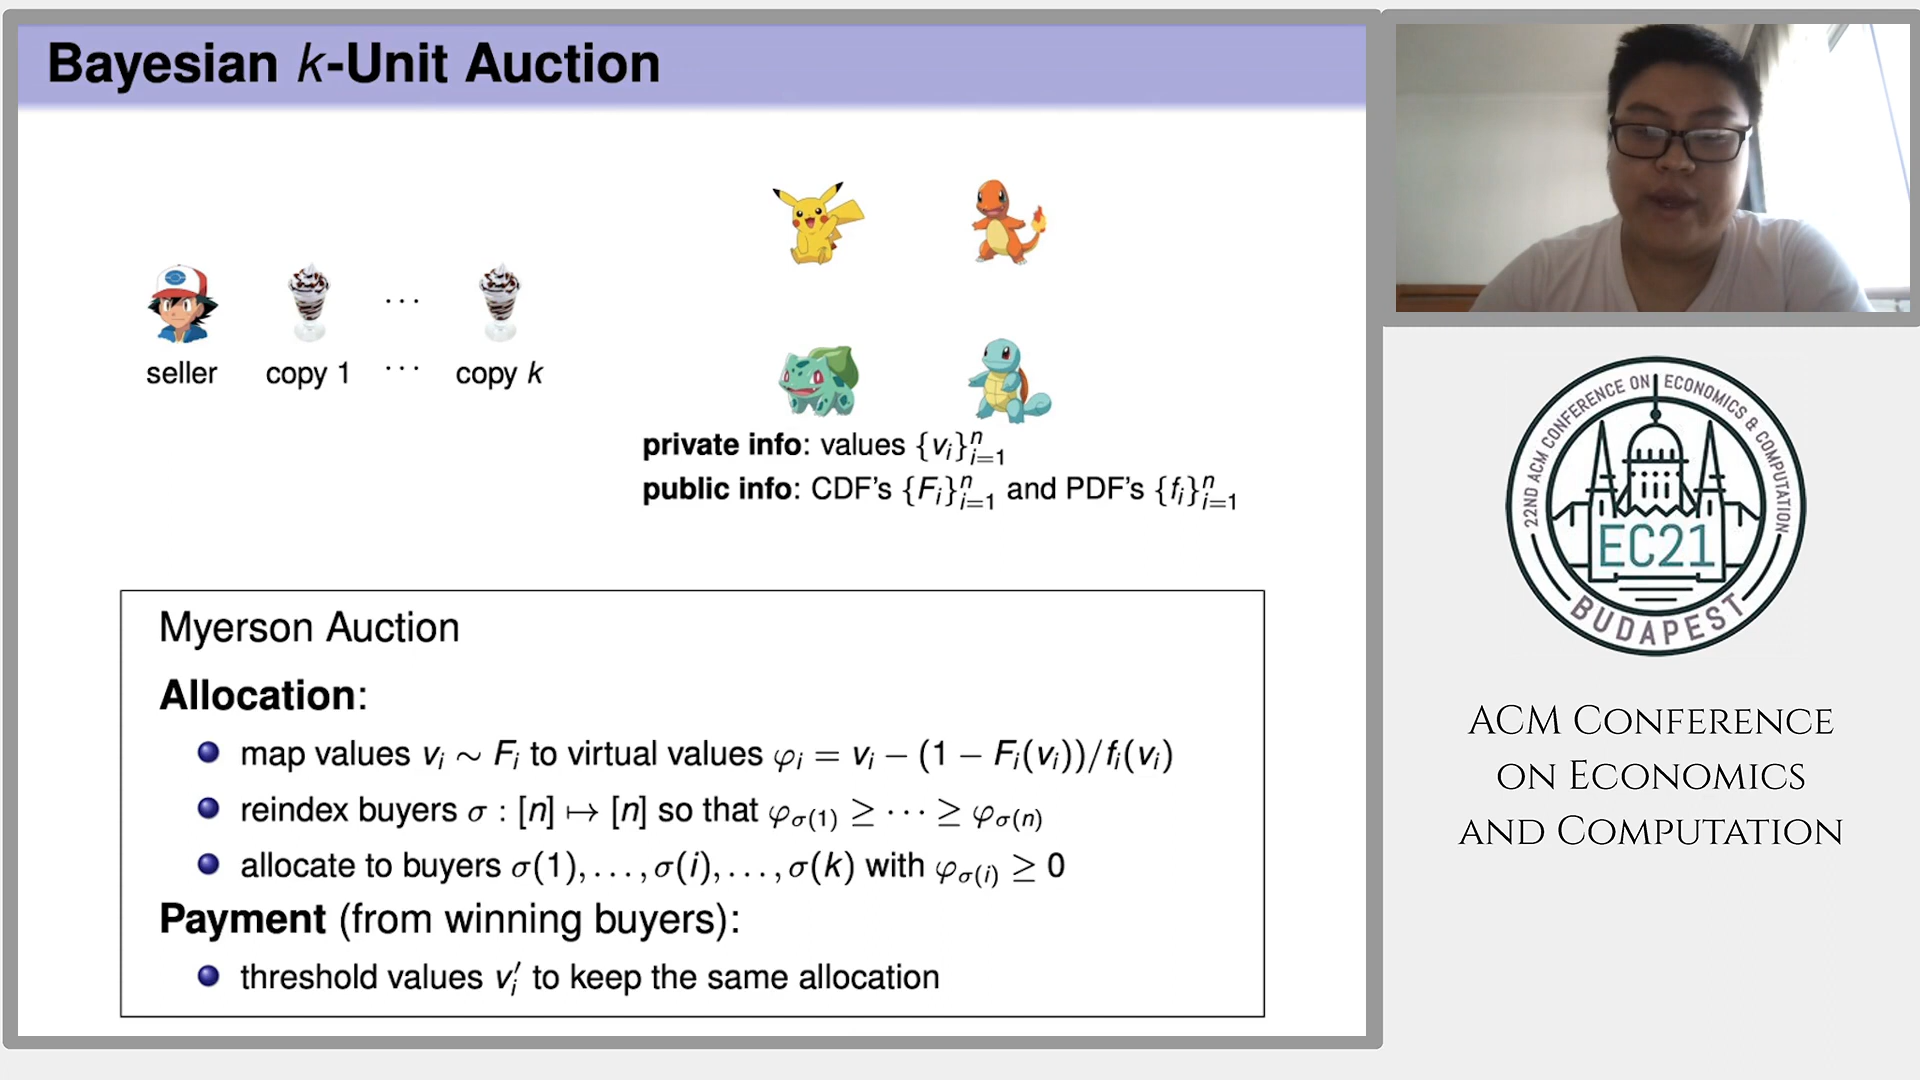 Bayesian k-Unit Auction
seller
copy 1
· · ·
copy k
· · ·
private info: values {v_i}_{i=1}^n
public info: CDF's {F_i}_{i=1}^n and PDF's {f_i}_{i=1}^n
Myerson Auction
Allocation:
map values v_i ∼ F_i to virtual values φ_i = v_i − (1 − F_i(v_i))/f_i(v_i)
reindex buyers σ : [n] ↦ [n] so that φ_{σ(1)} ≥ · · · ≥ φ_{σ(n)}
allocate to buyers σ(1), . . . , σ(i), . . . , σ(k) with φ_{σ(i)} ≥ 0
Payment (from winning buyers):
threshold values v′_i to keep the same allocation
22ND ACM CONFERENCE ON ECONOMICS & COMPUTATION
EC21
BUDAPEST
ACM Conference
on Economics
and Computation